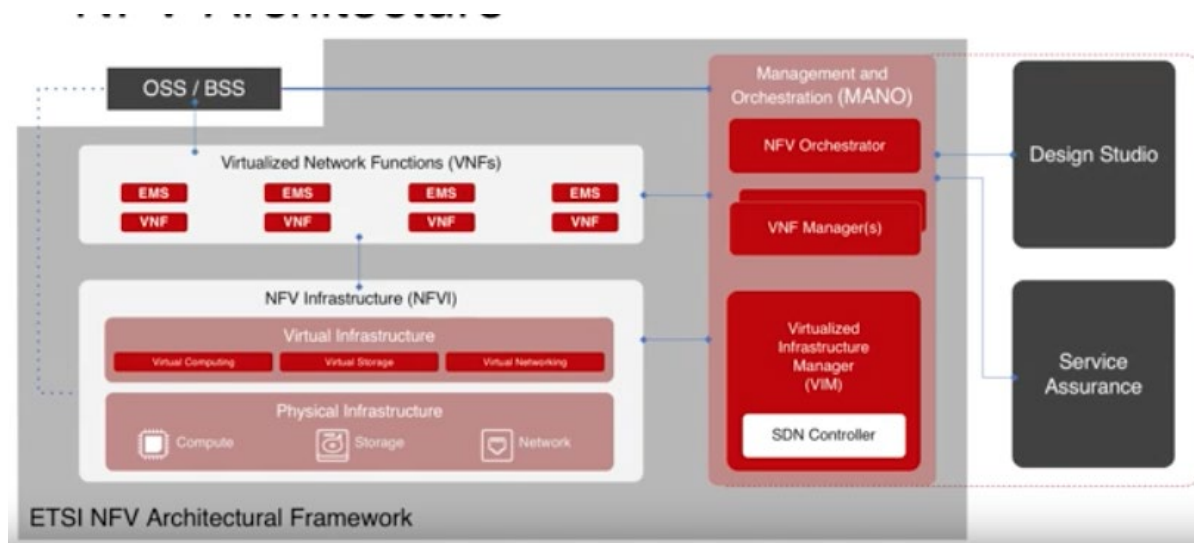 NFV Architecture
OSS / BSS
Virtualized Network Functions (VNFs)
EMS
EMS
EMS
EMS
VNF
VNF
VNF
VNF
NFV Infrastructure (NFVI)
Virtual Infrastructure
Virtual Computing
Virtual Storage
Virtual Networking
Physical Infrastructure
Compute
Storage
Network
ETSI NFV Architectural Framework
Management and
Orchestration (MANO)
NFV Orchestrator
VNF Manager(s)
Virtualized
Infrastructure
Manager
(VIM)
SDN Controller
Design Studio
Service
Assurance